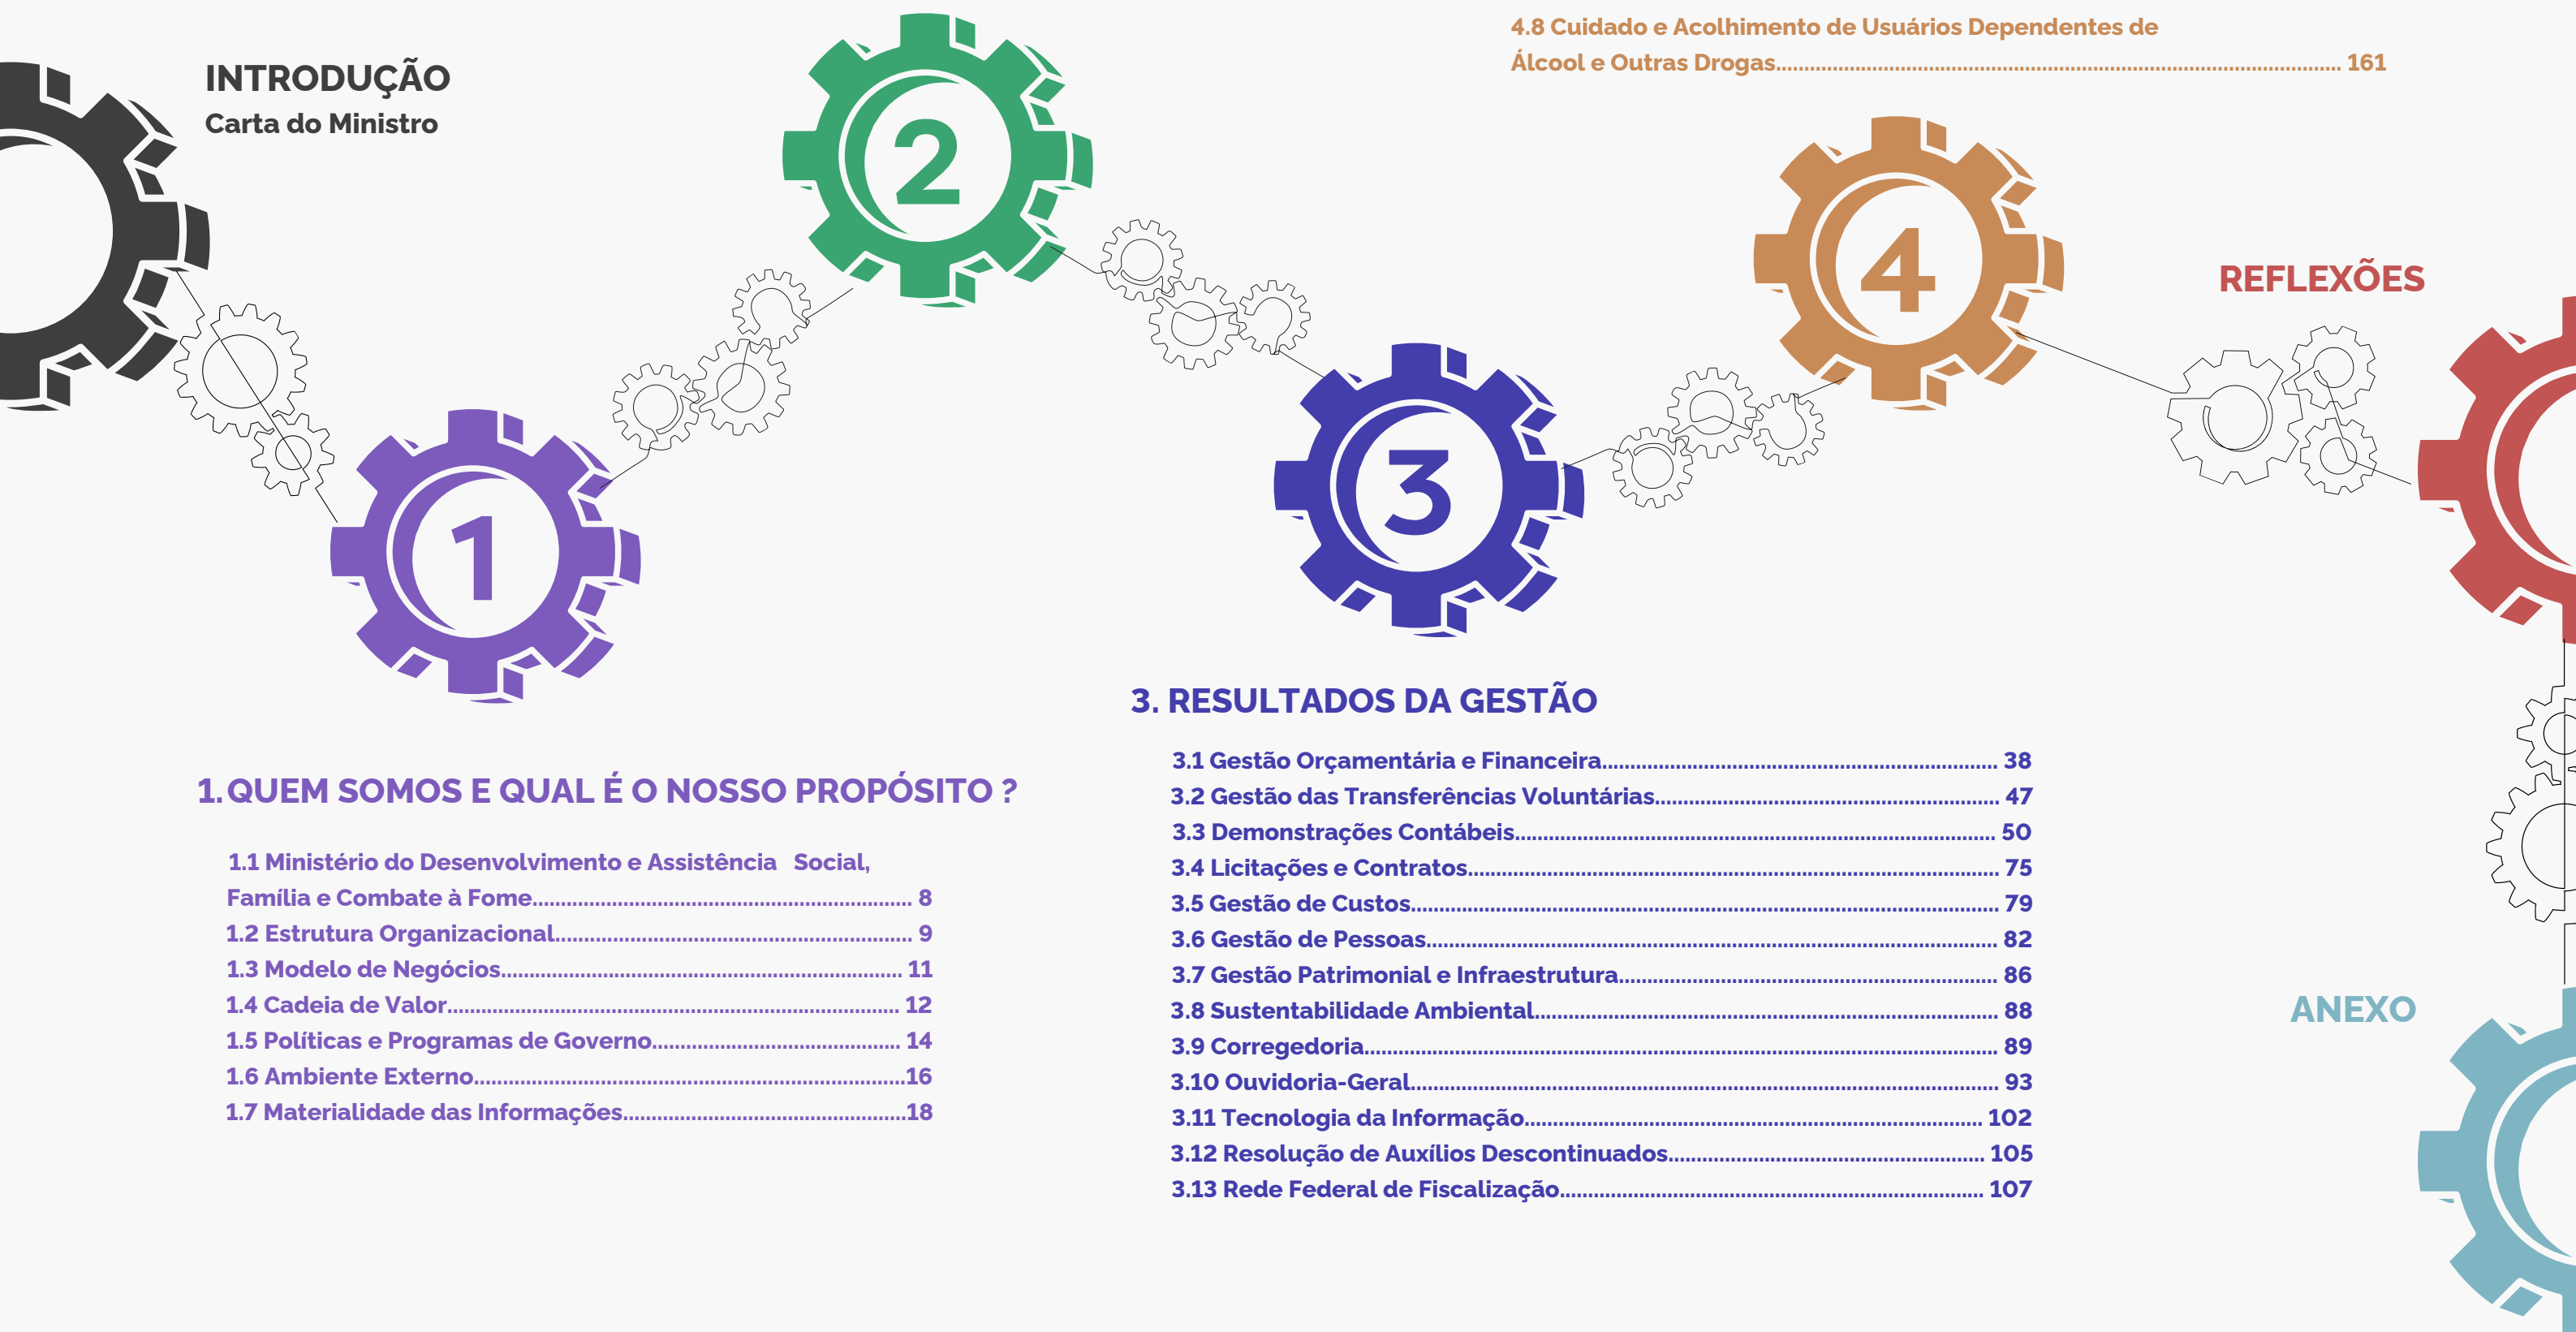 INTRODUÇÃO
Carta do Ministro
1
1. QUEM SOMOS E QUAL É O NOSSO PROPÓSITO ?
1.1 Ministério do Desenvolvimento e Assistência Social,
Família e Combate à Fome................................................................. 8
1.2 Estrutura Organizacional............................................................. 9
1.3 Modelo de Negócios..................................................................... 11
1.4 Cadeia de Valor.............................................................................. 12
1.5 Políticas e Programas de Governo........................................... 14
1.6 Ambiente Externo..........................................................................16
1.7 Materialidade das Informações.................................................18
2
3
3. RESULTADOS DA GESTÃO
3.1 Gestão Orçamentária e Financeira..................................................................... 38
3.2 Gestão das Transferências Voluntárias............................................................ 47
3.3 Demonstrações Contábeis.................................................................................... 50
3.4 Licitações e Contratos............................................................................................. 75
3.5 Gestão de Custos....................................................................................................... 79
3.6 Gestão de Pessoas.................................................................................................... 82
3.7 Gestão Patrimonial e Infraestrutura.................................................................. 86
3.8 Sustentabilidade Ambiental................................................................................. 88
3.9 Corregedoria............................................................................................................... 89
3.10 Ouvidoria-Geral....................................................................................................... 93
3.11 Tecnologia da Informação................................................................................ 102
3.12 Resolução de Auxílios Descontinuados....................................................... 105
3.13 Rede Federal de Fiscalização.......................................................................... 107
4.8 Cuidado e Acolhimento de Usuários Dependentes de
Álcool e Outras Drogas.................................................................................................... 161
4
REFLEXÕES
ANEXO